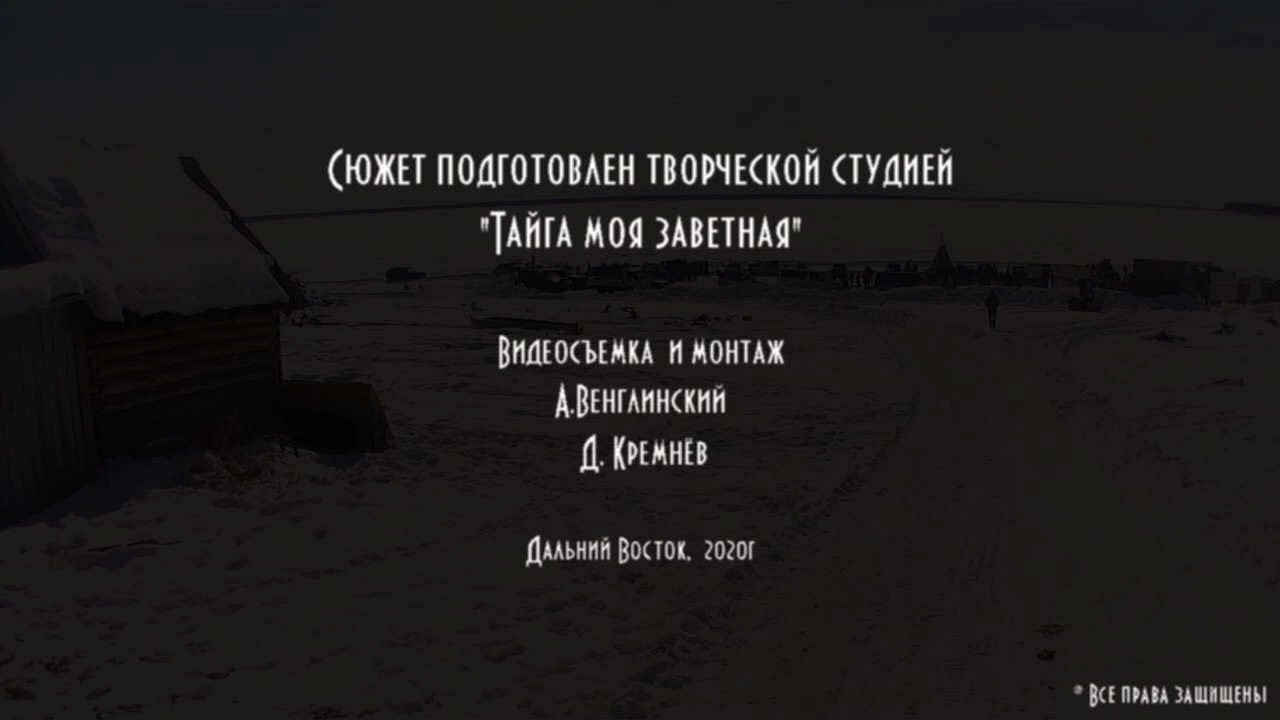 Сюжет подготовлен творческой студией
"Тайга моя заветная"
Видеосъемка и монтаж
А.Венглинский
Д. Кремнёв
Дальний Восток, 2020г
® Все права защищены